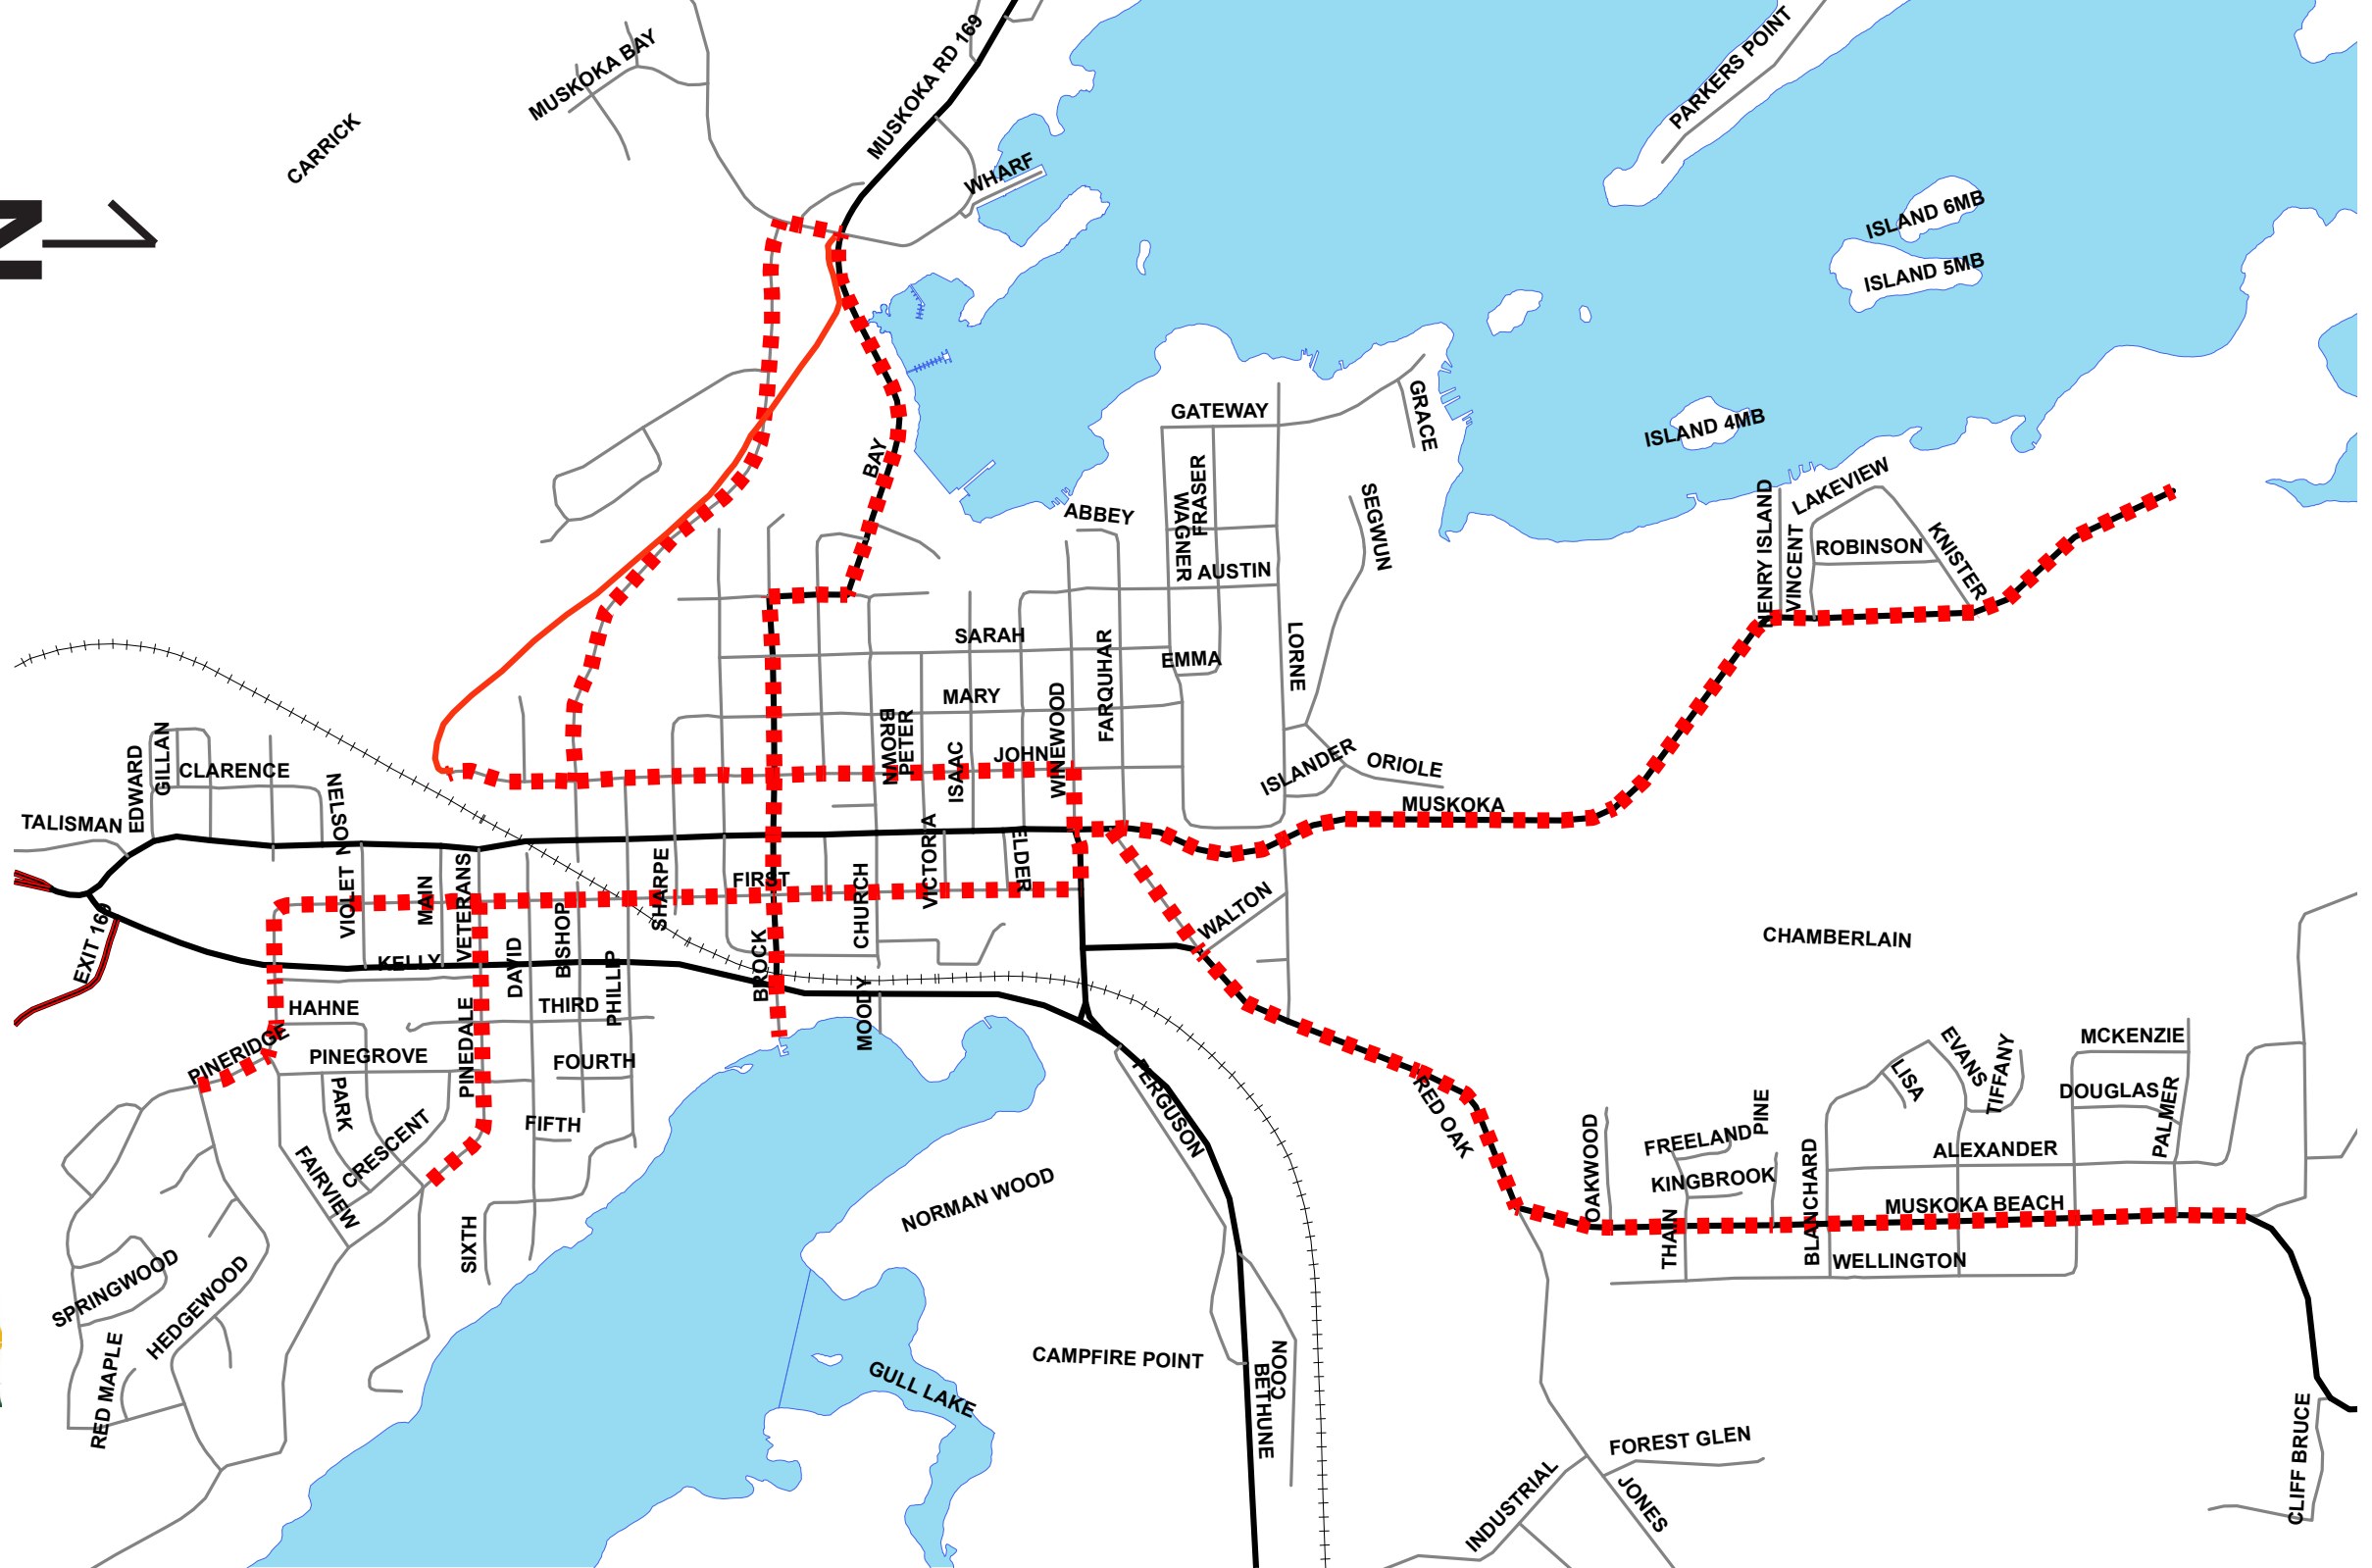 MUSKOKA BAY
MUSKOKA RD 169
PARKERS POINT
CARRICK
WHARF
N
ISLAND 6MB
ISLAND 5MB
GATEWAY
GRACE
ISLAND 4MB
BAY
FRASER
WAGNER
ABBEY
SEGWUN
HENRY ISLAND
LAKEVIEW
VINCENT
ROBINSON
KNISTER
AUSTIN
SARAH
EMMA
LORNE
FARQUHAR
MARY
WINEWOOD
BROWN
PETER
ISAAC
JOHN
ISLANDER
ORIOLE
MUSKOKA
EDWARD
GILLAN
CLARENCE
NELSON
TALISMAN
VIOLET
MAIN
VETERANS
SHARPE
FIRST
CHURCH
VICTORIA
ELDER
WALTON
CHAMBERLAIN
EXIT 169
KELLY
DAVID
BISHOP
PHILLIP
BROCK
MOODY
HAHNE
THIRD
PINEDALE
PINERIDGE
PINEGROVE
FOURTH
PARK
CRESCENT
FIFTH
FAIRVIEW
SIXTH
FERGUSON
RED OAK
NORMAN WOOD
OAKWOOD
FREELAND
PINE
KINGBROOK
THAN
BLANCHARD
LISA
EVANS
TIFFANY
MCKENZIE
DOUGLAS
PALMER
ALEXANDER
MUSKOKA BEACH
WELLINGTON
SPRINGWOOD
HEDGEWOOD
RED MAPLE
GULL LAKE
CAMPFIRE POINT
COON
BETHUNE
FOREST GLEN
INDUSTRIAL
JONES
CLIFF BRUCE